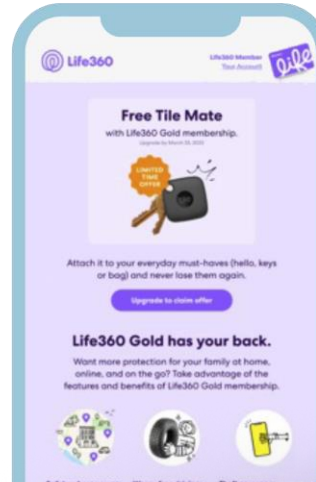 Life360
Life360 Member
Your Account
life
Free Tile Mate
with Life360 Gold membership.
LIMITED
TIME
OFFER
Attach it to your everyday must-haves (hello, keys
or bag) and never lose them again.
Upgrade to claim offer
Life360 Gold has your back.
Want more protection for your family at home,
online, and on the go? Take advantage of the
features and benefits of Life360 Gold membership.